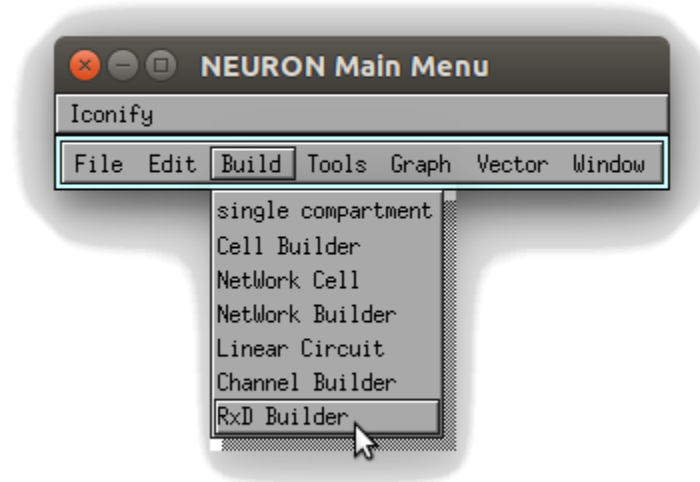 NEURON Main Menu
Iconify
File Edit Build Tools Graph Vector Window
single compartment
Cell Builder
NetWork Cell
NetWork Builder
Linear Circuit
Channel Builder
RxD Builder